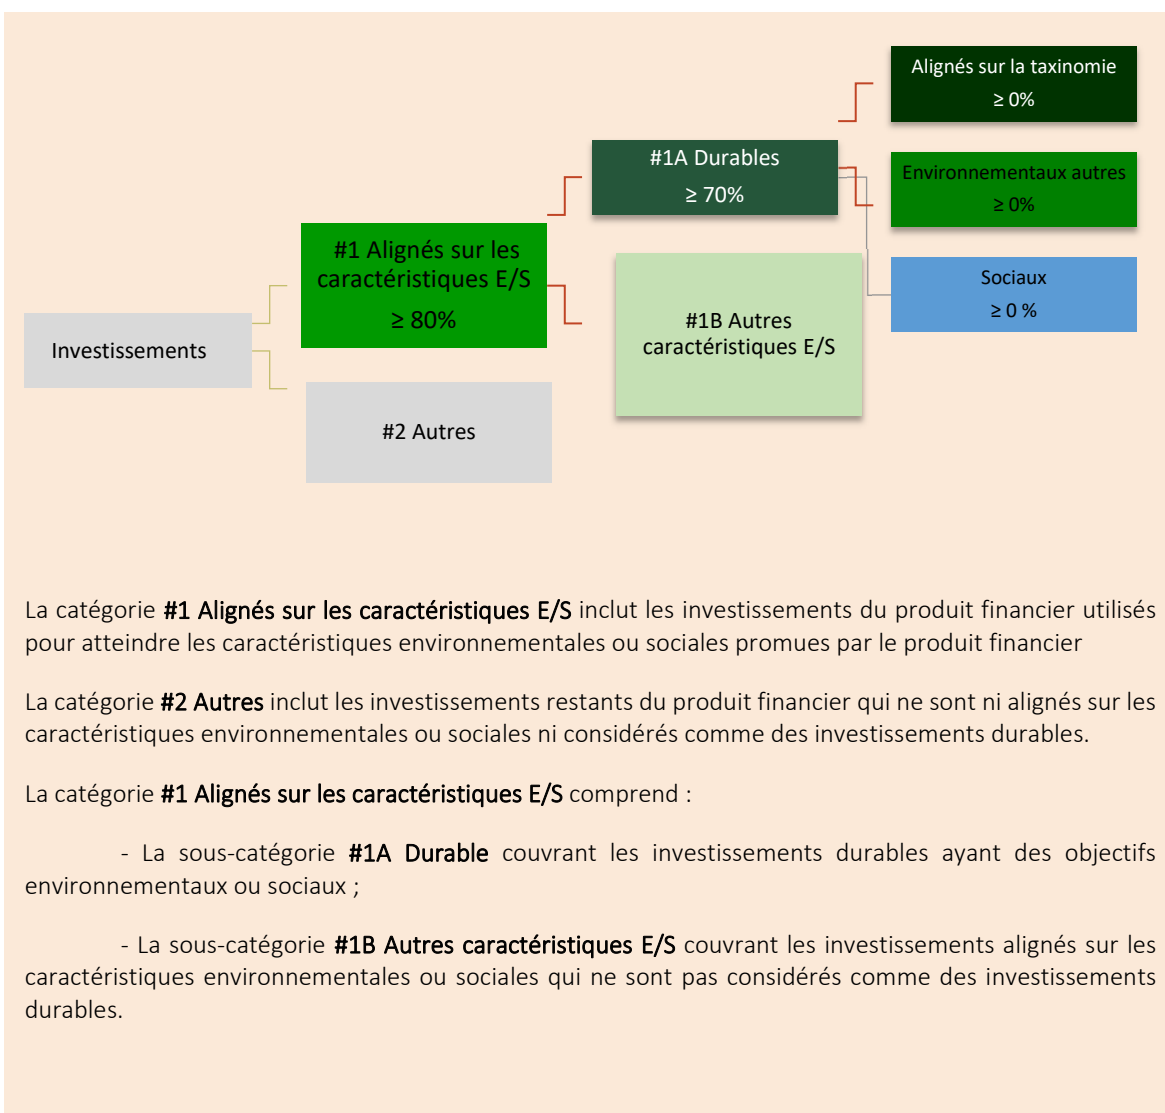 Alignés sur la taxinomie
≥ 0%
#1A Durables
≥ 70%
Environnementaux autres
≥ 0%
#1 Alignés sur les
caractéristiques E/S
≥ 80%
Sociaux
≥ 0 %
#1B Autres
caractéristiques E/S
Investissements
#2 Autres
La catégorie #1 Alignés sur les caractéristiques E/S inclut les investissements du produit financier utilisés
pour atteindre les caractéristiques environnementales ou sociales promues par le produit financier
La catégorie #2 Autres inclut les investissements restants du produit financier qui ne sont ni alignés sur les
caractéristiques environnementales ou sociales ni considérés comme des investissements durables.
La catégorie #1 Alignés sur les caractéristiques E/S comprend :
- La sous-catégorie #1A Durable couvrant les investissements durables ayant des objectifs
environnementaux ou sociaux ;
- La sous-catégorie #1B Autres caractéristiques E/S couvrant les investissements alignés sur les
caractéristiques environnementales ou sociales qui ne sont pas considérés comme des investissements
durables.